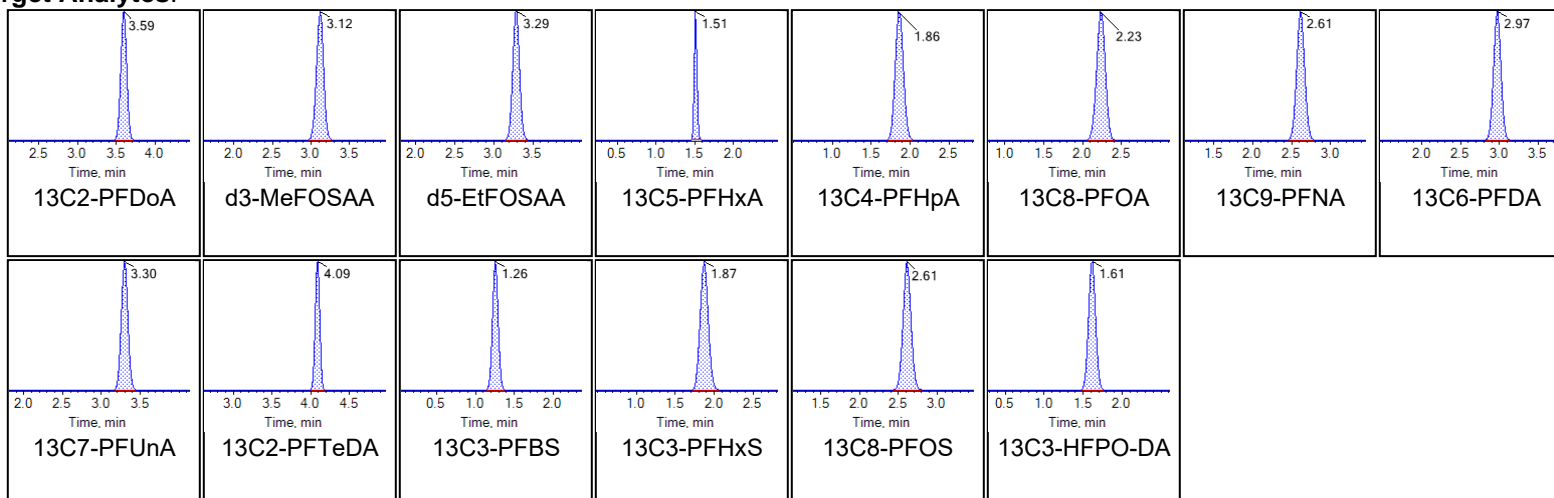 rget Analytes:
3.59 3.12 3.29 1.51 1.86 2.23 2.61 2.97
2.5 3.0 3.5 4.0 2.0 2.5 3.0 3.5 2.0 2.5 3.0 3.5 0.5 1.0 1.5 2.0 1.0 1.5 2.0 2.5 1.0 1.5 2.0 2.5 1.5 2.0 2.5 3.0 2.0 2.5 3.0 3.5
Time, min Time, min Time, min Time, min Time, min Time, min Time, min Time, min
13C2-PFDoA d3-MeFOSAA d5-EtFOSAA 13C5-PFHxA 13C4-PFHpA 13C8-PFOA 13C9-PFNA 13C6-PFDA
3.30 4.09 1.26 1.87 2.61 1.61
2.0 2.5 3.0 3.5 3.0 3.5 4.0 4.5 0.5 1.0 1.5 2.0 1.0 1.5 2.0 2.5 1.5 2.0 2.5 3.0 0.5 1.0 1.5 2.0
Time, min Time, min Time, min Time, min Time, min Time, min
13C7-PFUnA 13C2-PFTeDA 13C3-PFBS 13C3-PFHxS 13C8-PFOS 13C3-HFPO-DA